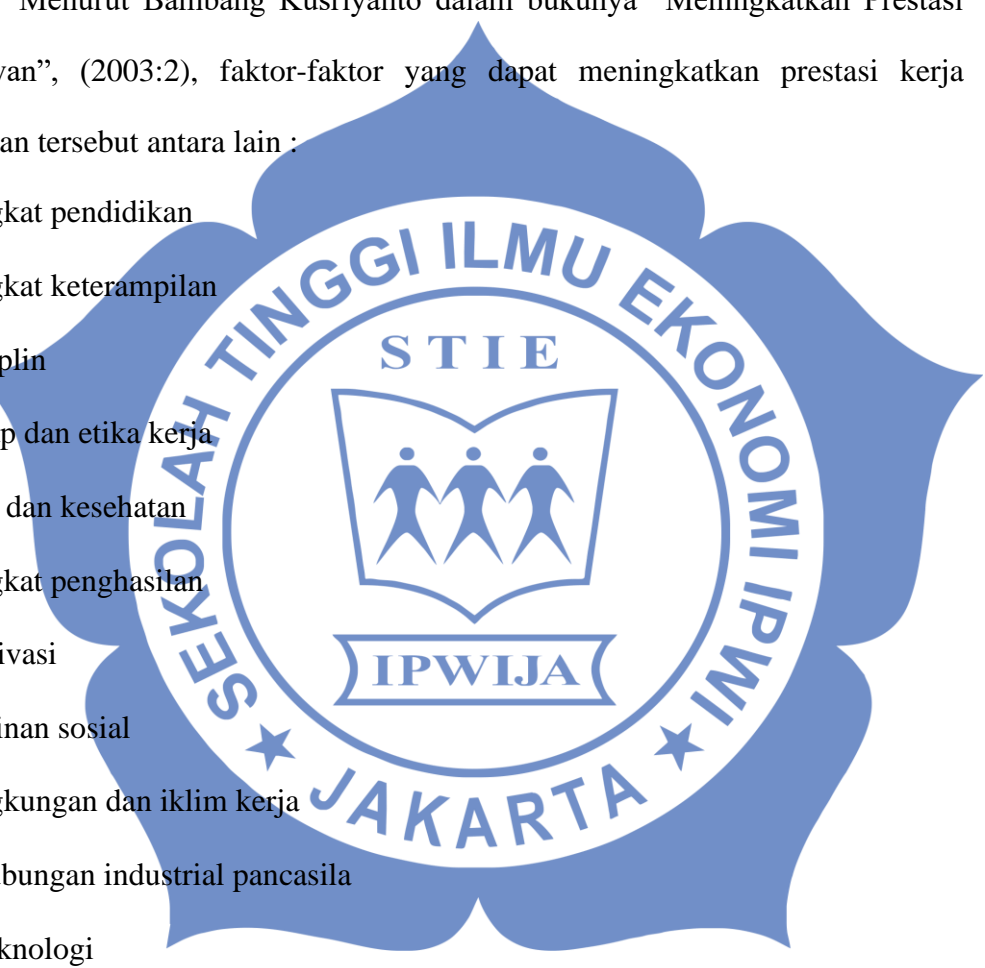 Menurut Bambang Kusriyanto dalam bukunya "Meningkatkan Prestasi
van”, (2003:2), faktor-faktor yang dapat meningkatkan prestasi kerja
an tersebut antara lain :
gkat pendidikan
gkat keterampilan
plin
p dan etika kerja
dan kesehatan
gkat penghasilan
ivasi
inan sosial
gkungan dan iklim kerja
ubungan industrial pancasila
knologi
SEKOLAH TINGGI ILMU EKONOMI IPWI
JAKARTA
STIE
IPWIJA